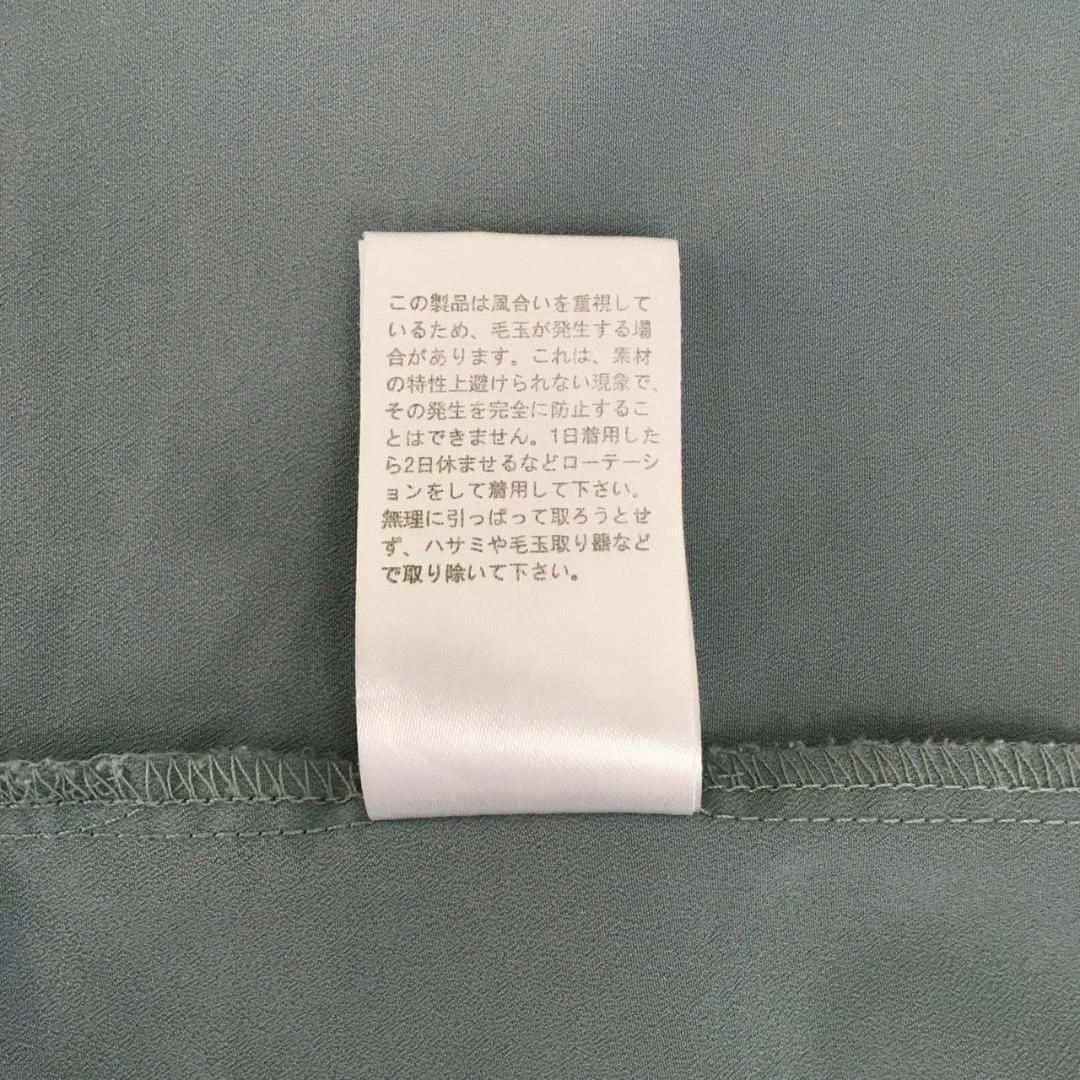 この製品は風合いを重視して
いるため、毛玉が発生する場
合があります。これは、素材
の特性上避けられない現象で、
その発生を完全に防止するこ
とはできません。1日着用した
ら2日休ませるなどローテーシ
ョンをして着用して下さい。
無理に引っぱって取ろうとせ
ず、ハサミや毛玉取り器など
で取り除いて下さい。